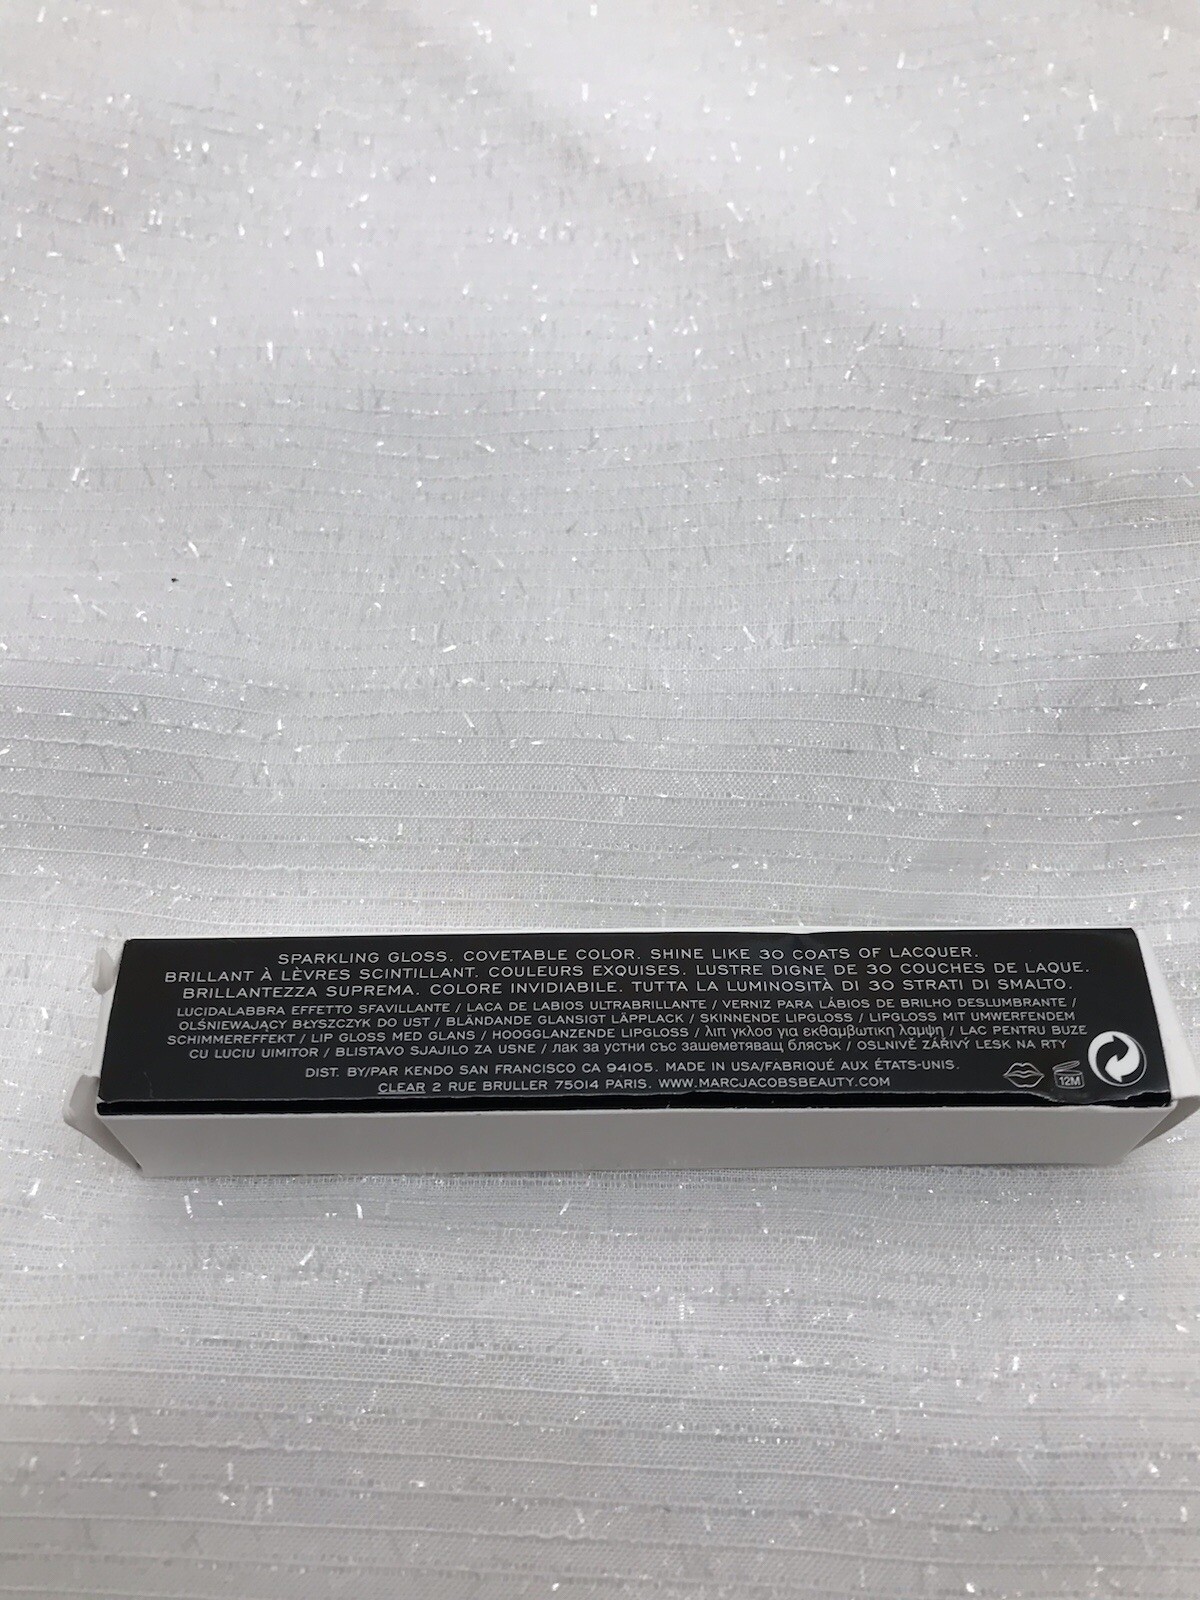 SPARKLING GLOSS. COVETABLE COLOR. SHINE LIKE 30 COATS OF LACQUER.
BRILLANT À LÈVRES SCINTILLANT. COULEURS EXQUISES. LUSTRE DIGNE DE 30 COUCHES DE LAQUE.
BRILLANTEZZA SUPREMA. COLORE INVIDIABILE. TUTTA LA LUMINOSITÀ DI 30 STRATI DI SMALTO.
LUCIDALABBRA EFFETTO SFAVILLANTE / LACA DE LABIOS ULTRABRILLANTE / VERNIZ PARA LÁBIOS DE BRILHO DESLUMBRANTE /
OLŚNIEWAJĄCY BŁYSZCZYK DO UST / BLÄNDANDE GLANSIGT LÄPPLACK / SKINNENDE LIPGLOSS / LIPGLOSS MIT UMWERFENDEM
SCHIMMEREFFEKT / LIP GLOSS MED GLANS / HOOGGLANZENDE LIPGLOSS / λιπ γκλοσ για εκθαμβωτικη λαμψη / LAC PENTRU BUZE
CU LUCIU UIMITOR / BLISTAVO SJAJILO ZA USNE / лак за устни със зашеметяващ блясък / OSLNIVĚ ZÁŘIVÝ LESK NA RTY
DIST. BY/PAR KENDO SAN FRANCISCO CA 94105. MADE IN USA/FABRIQUÉ AUX ÉTATS-UNIS.
CLEAR 2 RUE BRULLER 75014 PARIS. WWW.MARCJACOBSBEAUTY.COM
12M